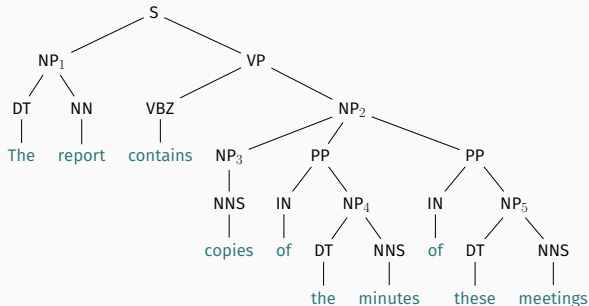 S
NP1 VP
DT NN VBZ NP2
The report contains NP3 PP PP
NNS IN NP4 IN NP5
copies of DT NNS of DT NNS
the minutes these meetings